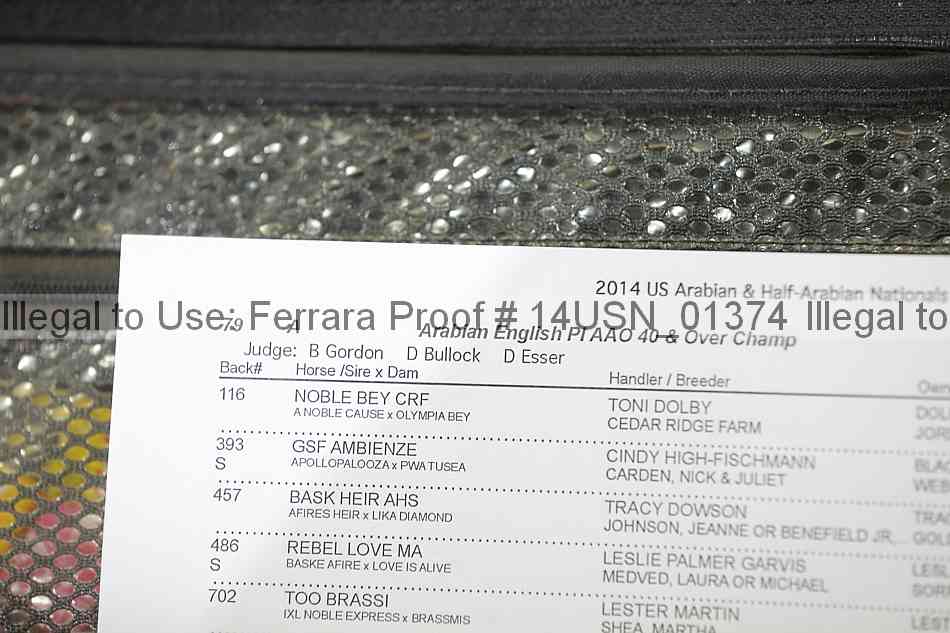 2014 US Arabian & Half-Arabian Nationals
Illegal to Use: Ferrara Proof # 14USN_01374 Illegal to
79 A Arabian English Pl AAO 40 & Over Champ
Judge: B Gordon D Bullock D Esser
Back# Horse /Sire x Dam Handler / Breeder
116 NOBLE BEY CRF TONI DOLBY
A NOBLE CAUSE x OLYMPIA BEY CEDAR RIDGE FARM
393 GSF AMBIENZE CINDY HIGH-FISCHMANN
S APOLLOPALOOZA x PWA TUSEA CARDEN, NICK & JULIET
457 BASK HEIR AHS TRACY DOWSON
AFIRES HEIR x LIKA DIAMOND JOHNSON, JEANNE OR BENEFIELD JR
486 REBEL LOVE MA LESLIE PALMER GARVIS
S BASKE AFIRE x LOVE IS ALIVE MEDVED, LAURA OR MICHAEL
702 TOO BRASSI LESTER MARTIN
IXL NOBLE EXPRESS x BRASSMIS SHEA, MARTHA